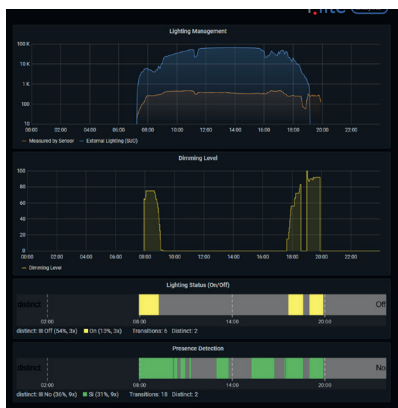 Lighting Management
100 K
10 K
1 K
100
10
00:00 02:00 04:00 06:00 08:00 10:00 12:00 14:00 16:00 18:00 20:00 22:00
Measured by Sensor External Lighting (SUO)
Dimming Level
100
80
60
40
20
0
00:00 02:00 04:00 06:00 08:00 10:00 12:00 14:00 16:00 18:00 20:00 22:00
Dimming Level
Lighting Status (On/Off)
distinct Off
02:00 08:00 14:00 20:00
distinct: Off (54%, 3x) On (13%, 3x) Transitions: 6 Distinct: 2
Presence Detection
distinct No
02:00 08:00 14:00 20:00
distinct: No (36%, 9x) Si (31%, 9x) Transitions: 18 Distinct: 2